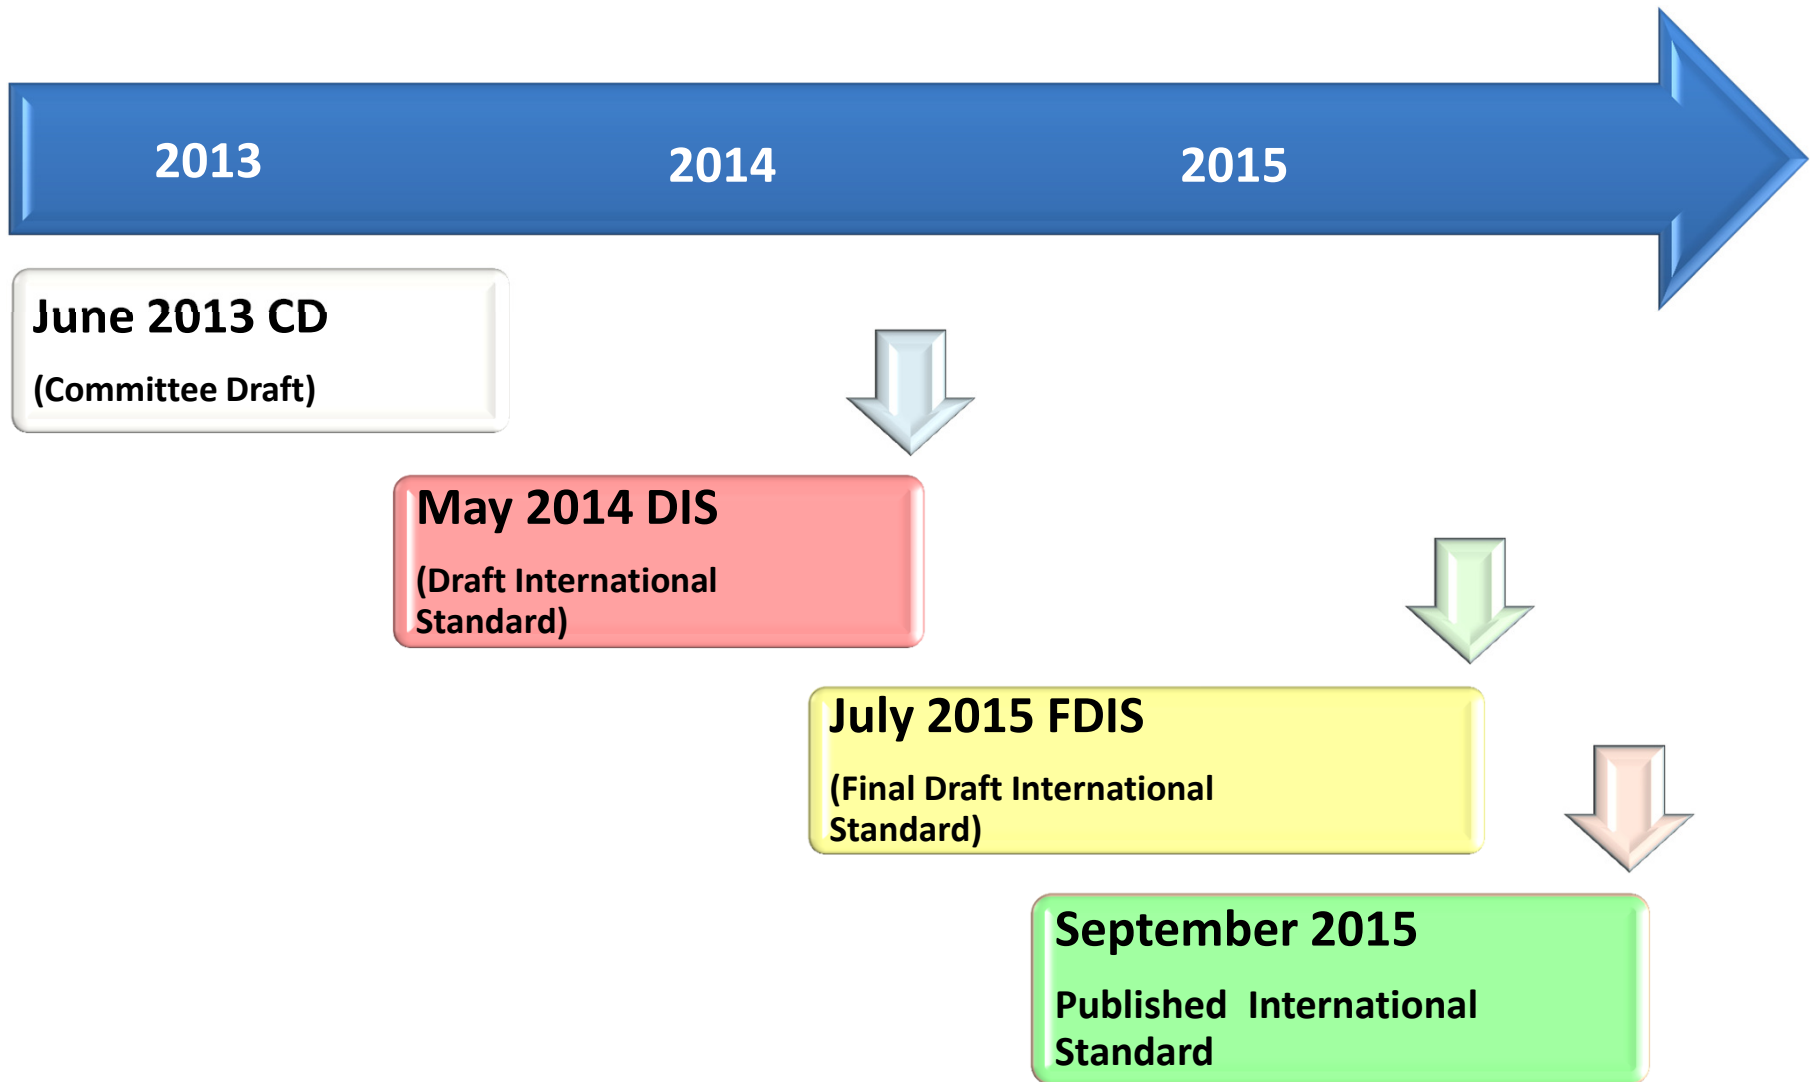 2013
2014
2015
June 2013 CD
(Committee Draft)
May 2014 DIS
(Draft International
Standard)
July 2015 FDIS
(Final Draft International
Standard)
September 2015
Published  International
Standard